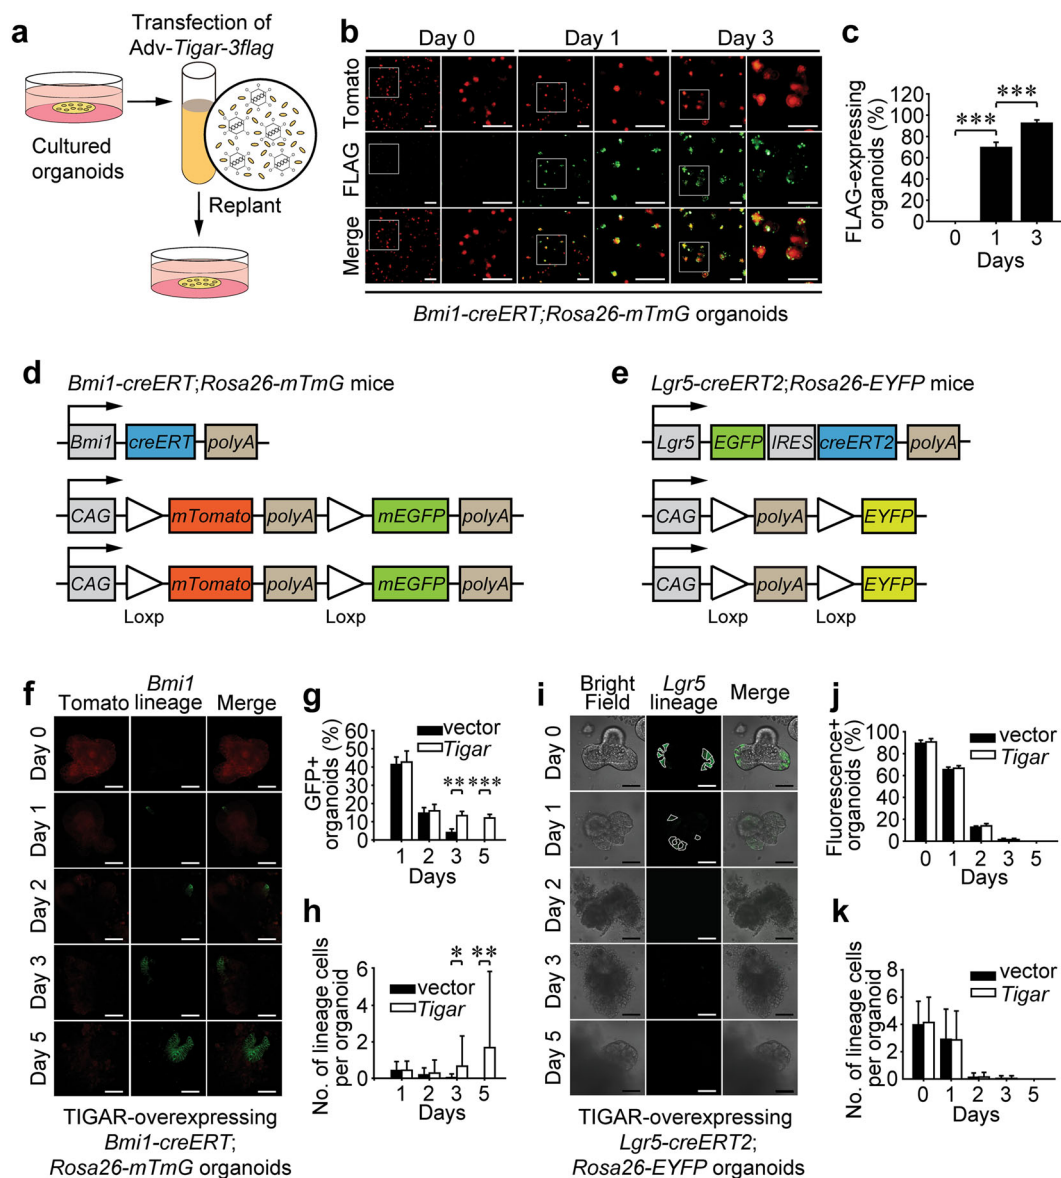 a
Transfection of
Adv-Tigar-3flag
Cultured
organoids
Replant
b
Day 0 Day 1 Day 3
Tomato
FLAG
Merge
Bmi1-creERT;Rosa26-mTmG organoids
c
FLAG-expressing
organoids (%)
120
100
80
60
40
20
0
*** ***
0 1 3
Days
d
Bmi1-creERT;Rosa26-mTmG mice
Bmi1 creERT polyA
CAG mTomato polyA mEGFP polyA
CAG mTomato polyA mEGFP polyA
Loxp Loxp
e
Lgr5-creERT2;Rosa26-EYFP mice
Lgr5 EGFP IRES creERT2 polyA
CAG polyA EYFP
CAG polyA EYFP
Loxp Loxp
f
Bmi1
Tomato lineage Merge
Day 0
Day 1
Day 2
Day 3
Day 5
TIGAR-overexpressing
Bmi1-creERT;
Rosa26-mTmG organoids
g
GFP+
organoids (%)
vector
Tigar
60
50
40
30
20
10
0
** ***
1 2 3 5
Days
h
No. of lineage cells
per organoid
vector
Tigar
6
4
2
0
* **
1 2 3 5
Days
i
Bright Lgr5
Field lineage Merge
Day 0
Day 1
Day 2
Day 3
Day 5
TIGAR-overexpressing
Lgr5-creERT2;
Rosa26-EYFP organoids
j
Fluorescence+
organoids (%)
vector
Tigar
100
80
60
40
20
0
0 1 2 3 5
Days
k
No. of lineage cells
per organoid
vector
Tigar
8
6
4
2
0
0 1 2 3 5
Days